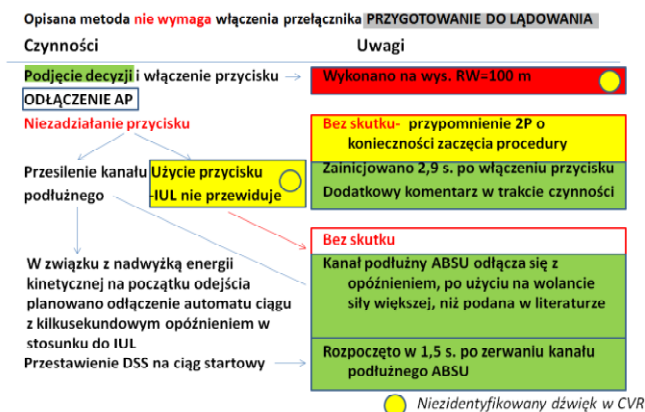 Opisana metoda nie wymaga włączenia przełącznika PRZYGOTOWANIE DO LĄDOWANIA
Czynności
Uwagi
Podjęcie decyzji i włączenie przycisku
ODŁĄCZENIE AP
Wykonano na wys. RW=100 m
Niezadziałanie przycisku
Bez skutku- przypomnienie 2P o
konieczności zaczęcia procedury
Przesilenie kanału
podłużnego
Użycie przycisku
-IUL nie przewiduje
Zainicjowano 2,9 s. po włączeniu przycisku
Dodatkowy komentarz w trakcie czynności
Bez skutku
W związku z nadwyżką energii
kinetycznej na początku odejścia
planowano odłączenie automatu ciągu
z kilkusekundowym opóźnieniem w
stosunku do IUL
Kanał podłużny ABSU odłącza się z
opóźnieniem, po użyciu na wolancie
siły większej, niż podana w literaturze
Przestawienie DSS na ciąg startowy
Rozpoczęto w 1,5 s. po zerwaniu kanału
podłużnego ABSU
Niezidentyfikowany dźwięk w CVR